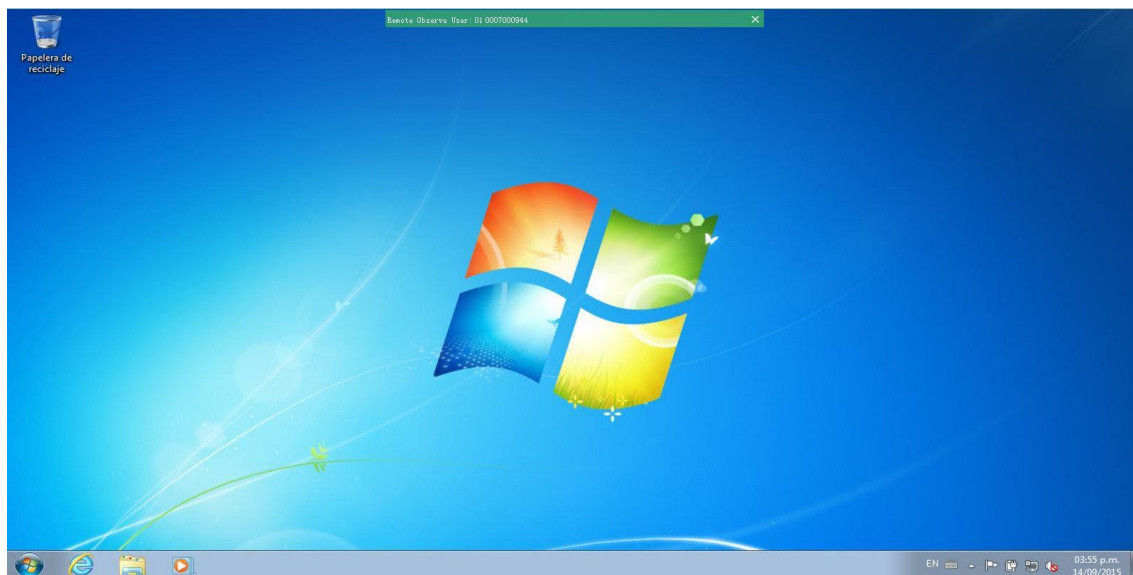 Remote Observe User: 01 0007000944
Papelera de
reciclaje
EN
03:55 p.m.
14/09/2015